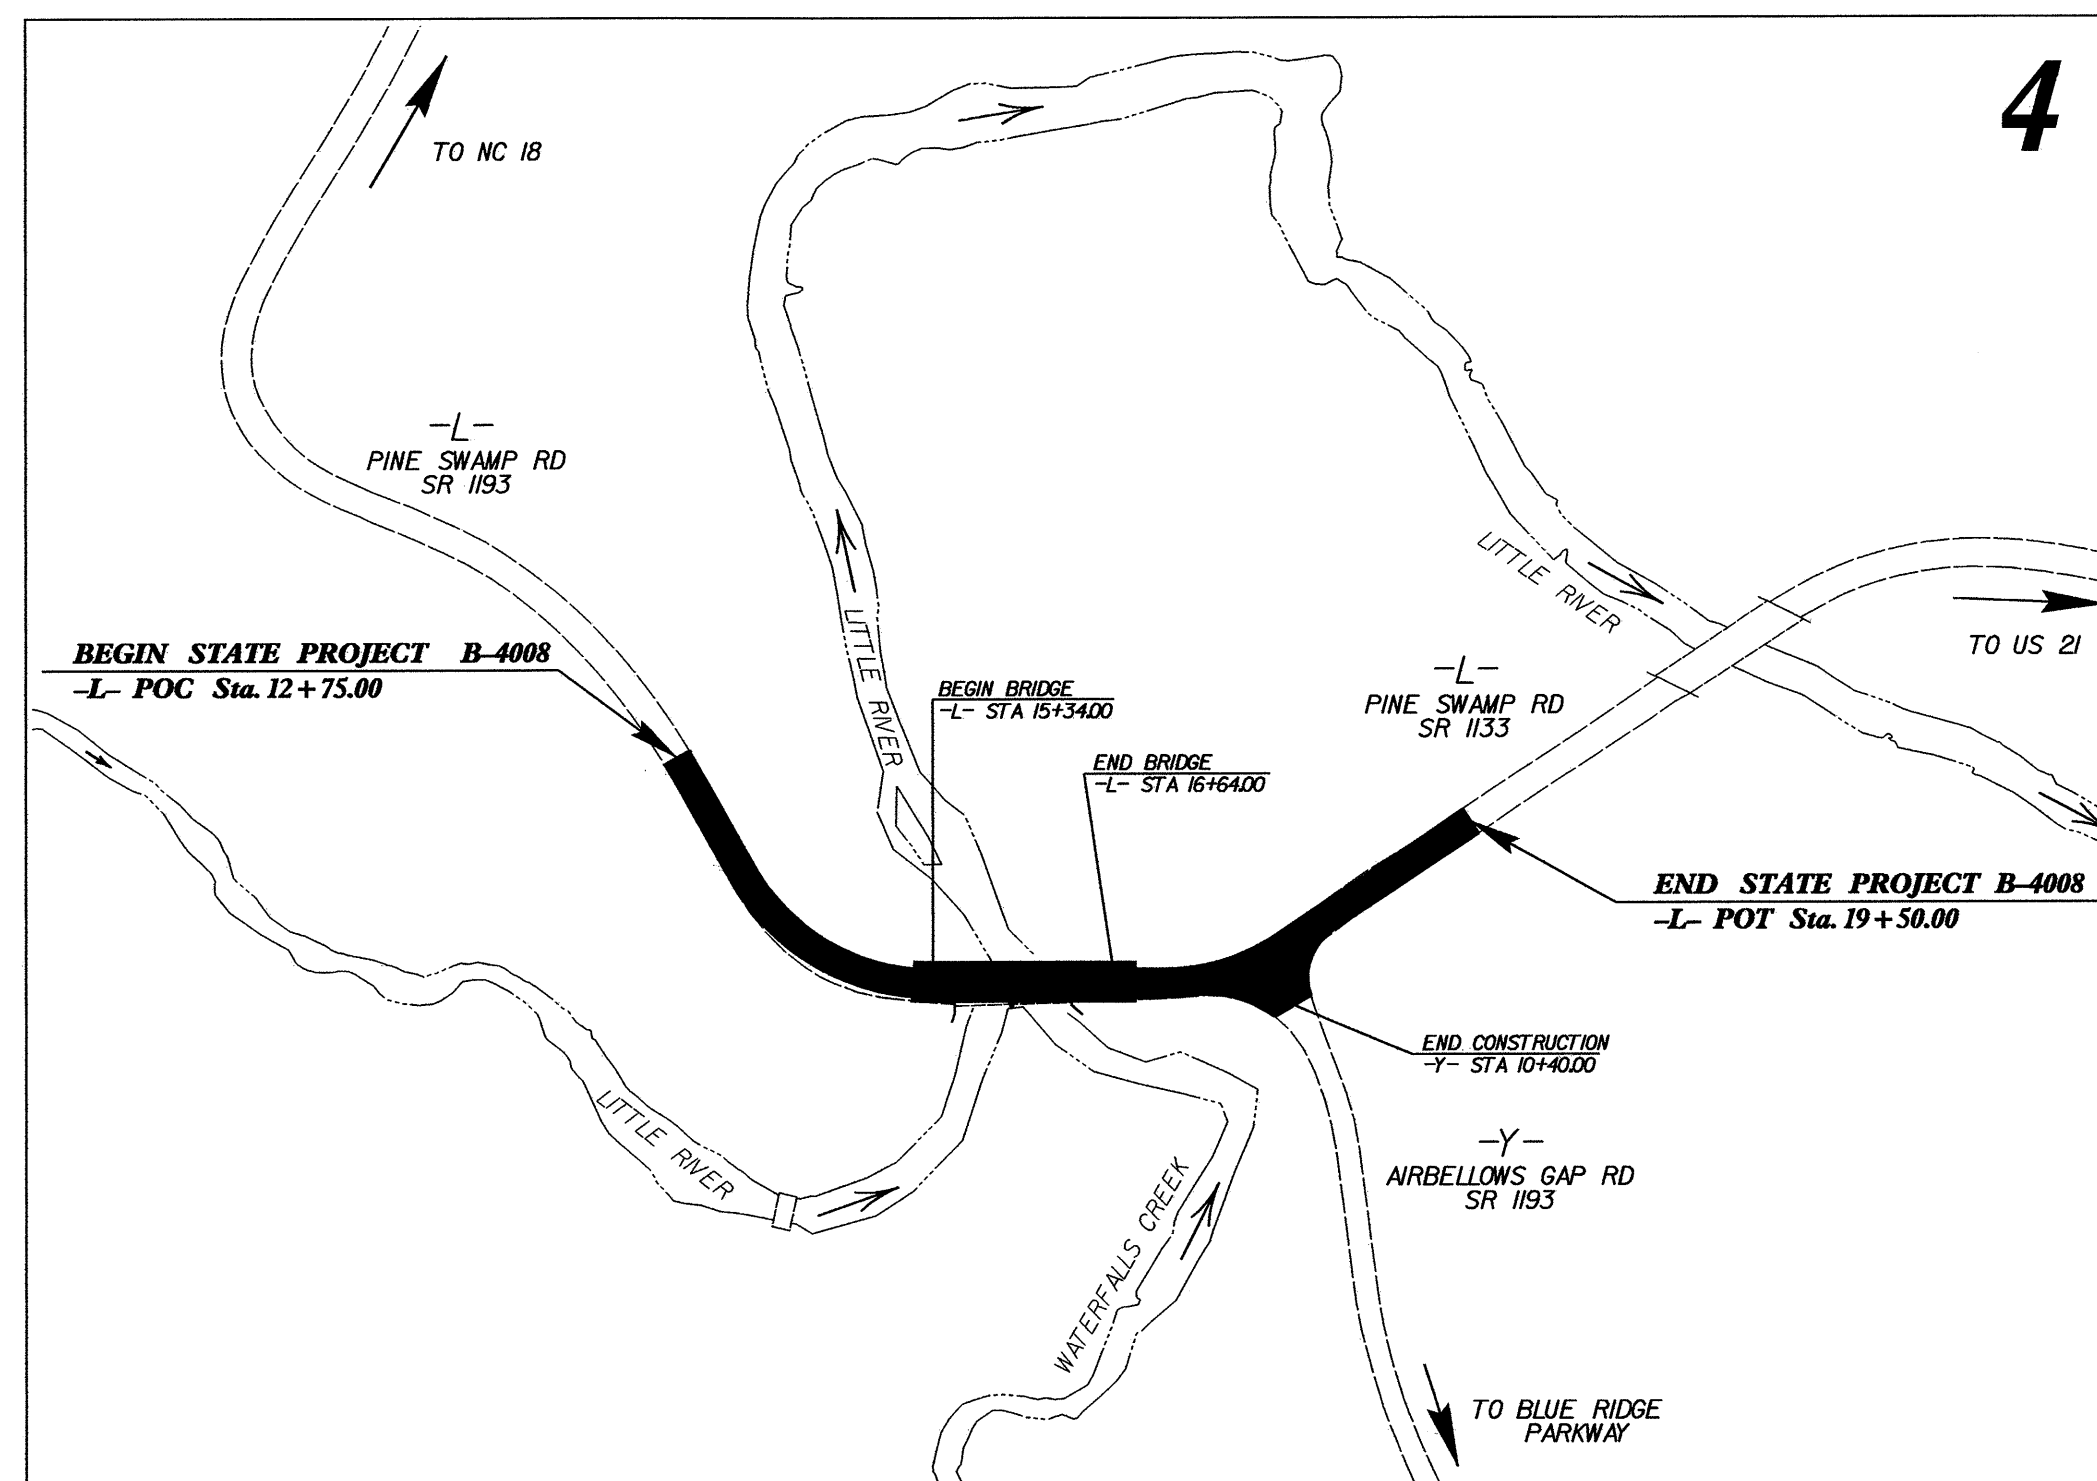 4
TO NC 18
-L-
PINE SWAMP RD
SR 1193
LITTLE RIVER
TO US 21
BEGIN STATE PROJECT B-4008
-L- POC Sta. 12+75.00
LITTLE RIVER
BEGIN BRIDGE
-L- STA 15+34.00
-L-
PINE SWAMP RD
SR 1133
END BRIDGE
-L- STA 16+64.00
END STATE PROJECT B-4008
-L- POT Sta. 19+50.00
END CONSTRUCTION
-Y- STA 10+40.00
LITTLE RIVER
-Y-
AIRBELLOWS GAP RD
SR 1193
WATERFALLS CREEK
TO BLUE RIDGE
PARKWAY